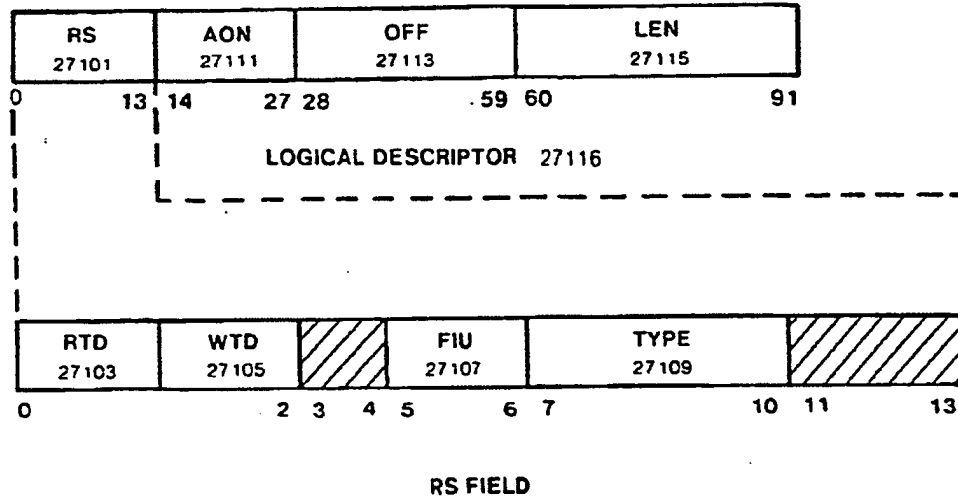 RS AON OFF LEN
27101 27111 27113 27115
0 13 14 27 28 59 60 91
LOGICAL DESCRIPTOR 27116
RTD WTD FIU TYPE
27103 27105 27107 27109
0 2 3 4 5 6 7 10 11 13
RS FIELD